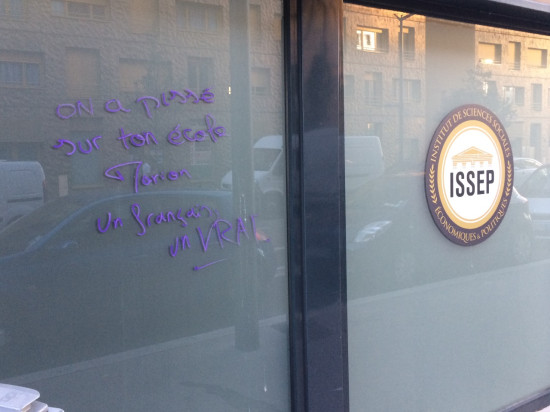 on a pissé
sur ton école
Marion
un français,
un VRAI
INSTITUT DE SCIENCES SOCIALES
ISSEP
ÉCONOMIQUES & POLITIQUES